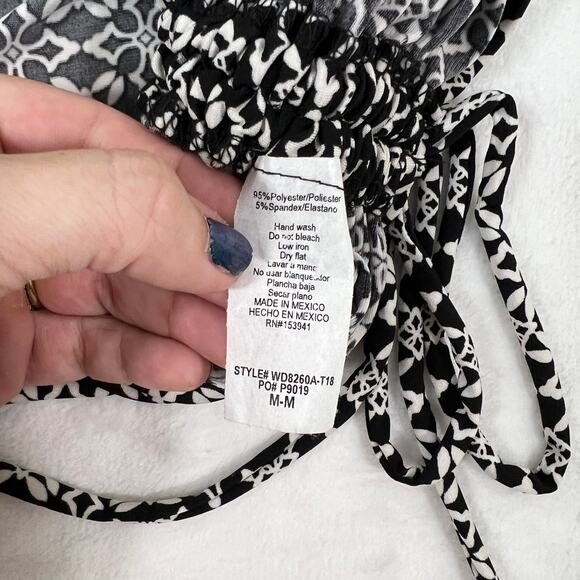 95%Polyester/Poliester
5%Spandex/Elastano
Hand wash
Do not bleach
Low iron
Dry flat
Lavar a mano
No usar blanqueador
Plancha baja
Secar plano
MADE IN MEXICO
HECHO EN MEXICO
RN#153941
STYLE# WD8260A-T18
PO# P9019
M-M